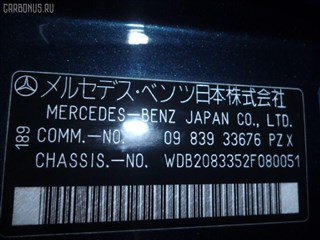 CARBONUS.RU
メルセデス・ベンツ日本株式会社
MERCEDES-BENZ JAPAN CO., LTD.
COMM.-NO. 09 839 33676 PZX
CHASSIS.-NO. WDB2083352F080051
189